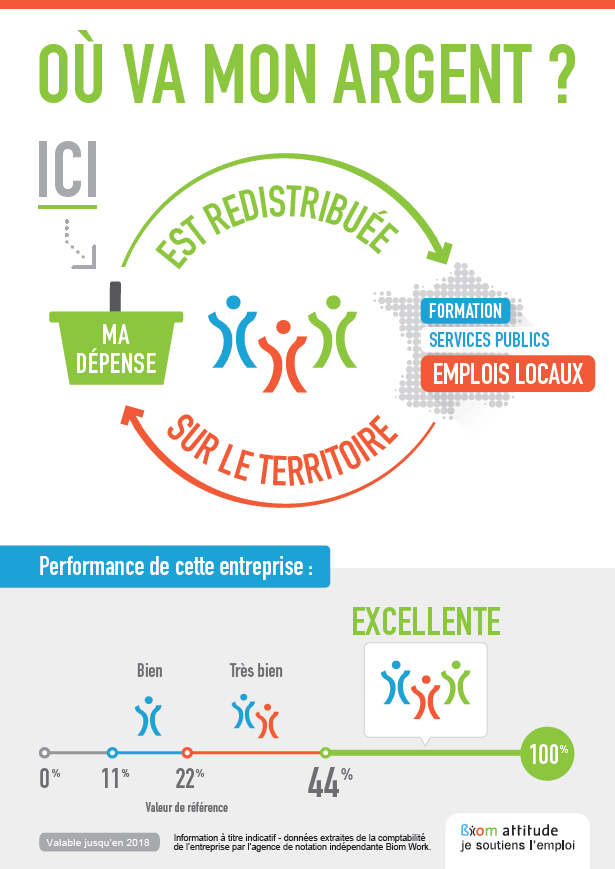 OÙ VA MON ARGENT ?
ICI
EST REDISTRIBUÉE
MA
DÉPENSE
FORMATION
SERVICES PUBLICS
EMPLOIS LOCAUX
SUR LE TERRITOIRE
Performance de cette entreprise :
EXCELLENTE
Bien
Très bien
0% 11% 22% 44% 100%
Valeur de référence
Valable jusqu'en 2018
Information à titre indicatif - données extraites de la comptabilité
de l'entreprise par l'agence de notation indépendante Biom Work.
Biom attitude
je soutiens l'emploi